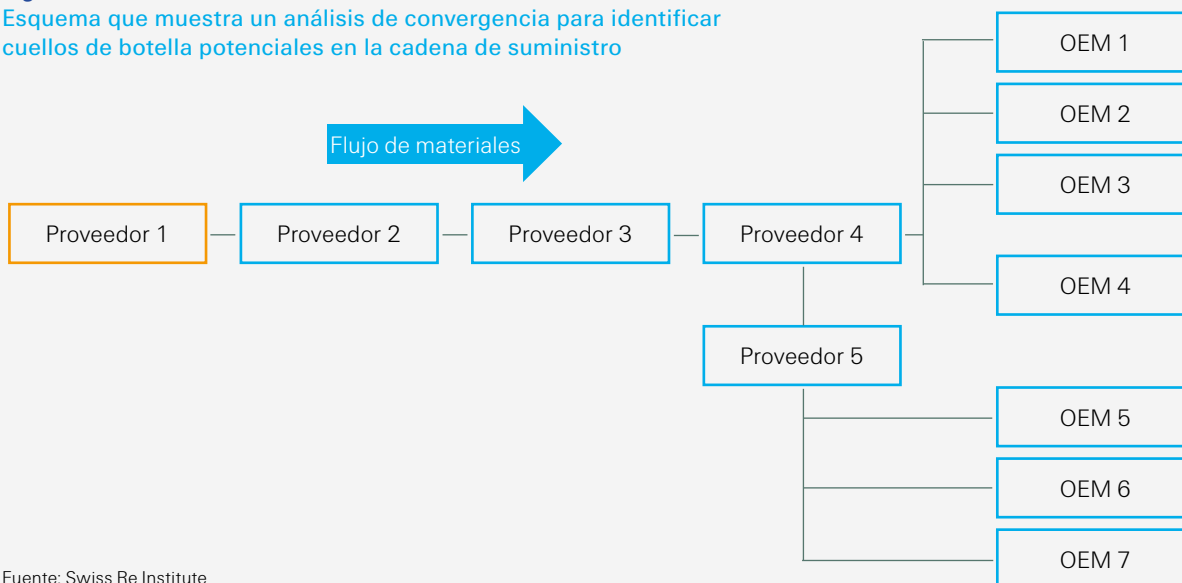 Esquema que muestra un análisis de convergencia para identificar
cuellos de botella potenciales en la cadena de suministro
Flujo de materiales
Proveedor 1
Proveedor 2
Proveedor 3
Proveedor 4
Proveedor 5
OEM 1
OEM 2
OEM 3
OEM 4
OEM 5
OEM 6
OEM 7
Fuente: Swiss Re Institute